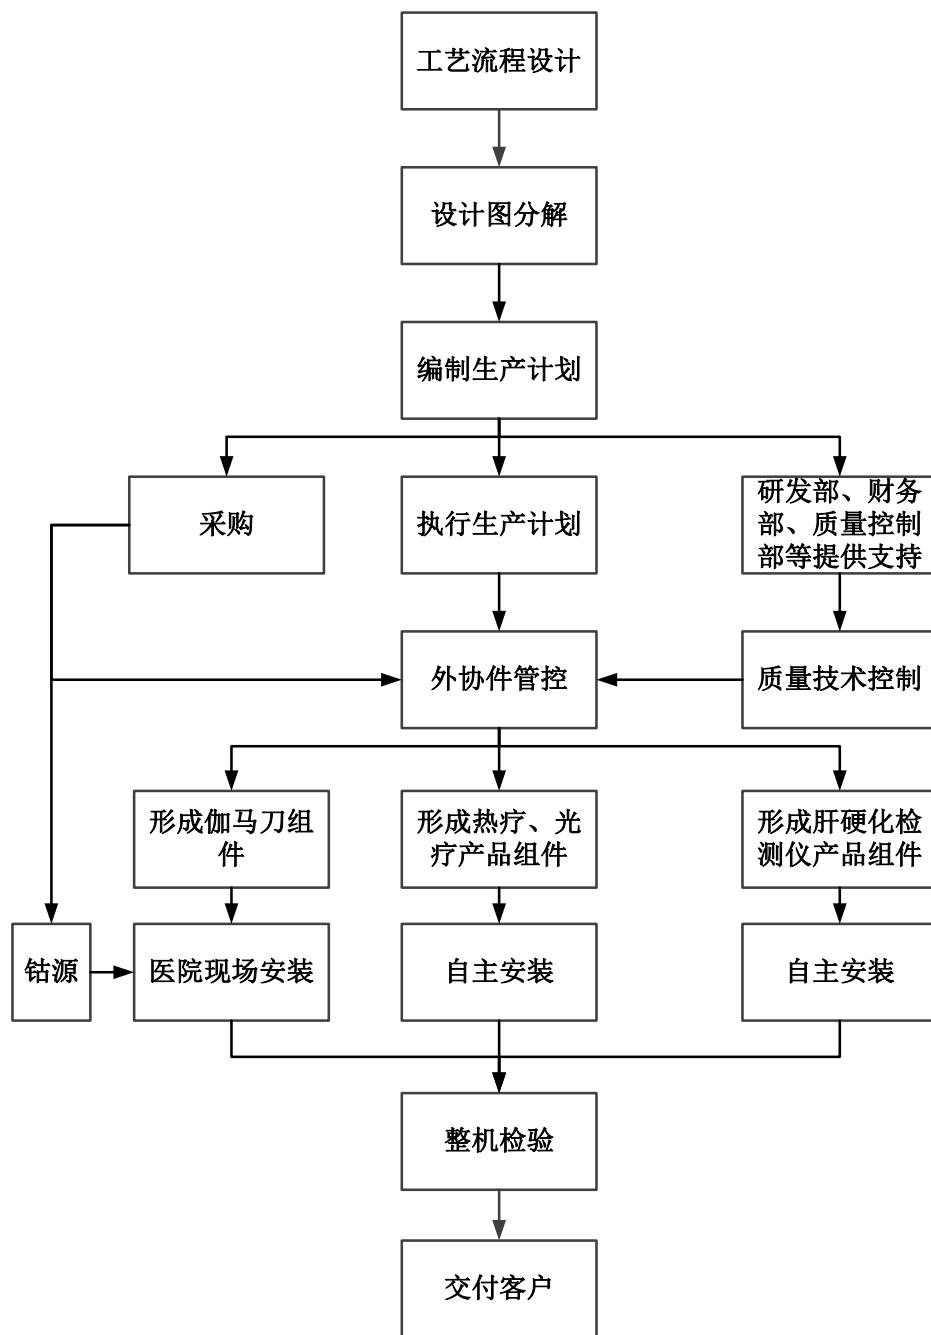 工艺流程设计
设计图分解
编制生产计划
采购
执行生产计划
研发部、财务
部、质量控制
部等提供支持
外协件管控
质量技术控制
形成伽马刀组
件
形成热疗、光
疗产品组件
形成肝硬化检
测仪产品组件
钴源
医院现场安装
自主安装
自主安装
整机检验
交付客户